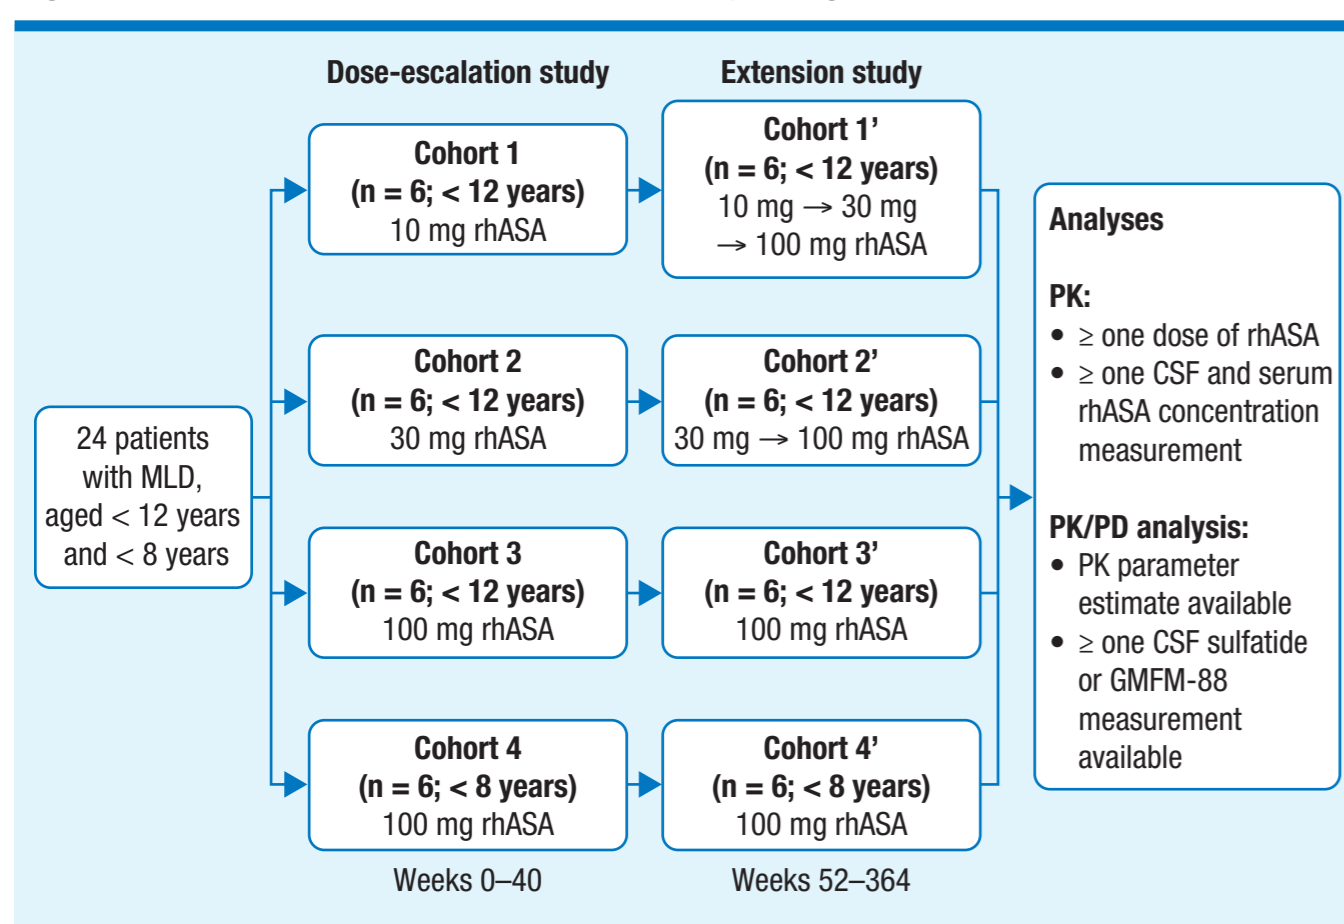 Dose-escalation study
Extension study
24 patients
with MLD,
aged < 12 years
and < 8 years
Cohort 1
(n = 6; < 12 years)
10 mg rhASA
Cohort 1’
(n = 6; < 12 years)
10 mg → 30 mg
→ 100 mg rhASA
Cohort 2
(n = 6; < 12 years)
30 mg rhASA
Cohort 2’
(n = 6; < 12 years)
30 mg → 100 mg rhASA
Cohort 3
(n = 6; < 12 years)
100 mg rhASA
Cohort 3’
(n = 6; < 12 years)
100 mg rhASA
Cohort 4
(n = 6; < 8 years)
100 mg rhASA
Cohort 4’
(n = 6; < 8 years)
100 mg rhASA
Weeks 0–40
Weeks 52–364
Analyses
PK:
• ≥ one dose of rhASA
• ≥ one CSF and serum
rhASA concentration
measurement
PK/PD analysis:
• PK parameter
estimate available
• ≥ one CSF sulfatide
or GMFM-88
measurement
available